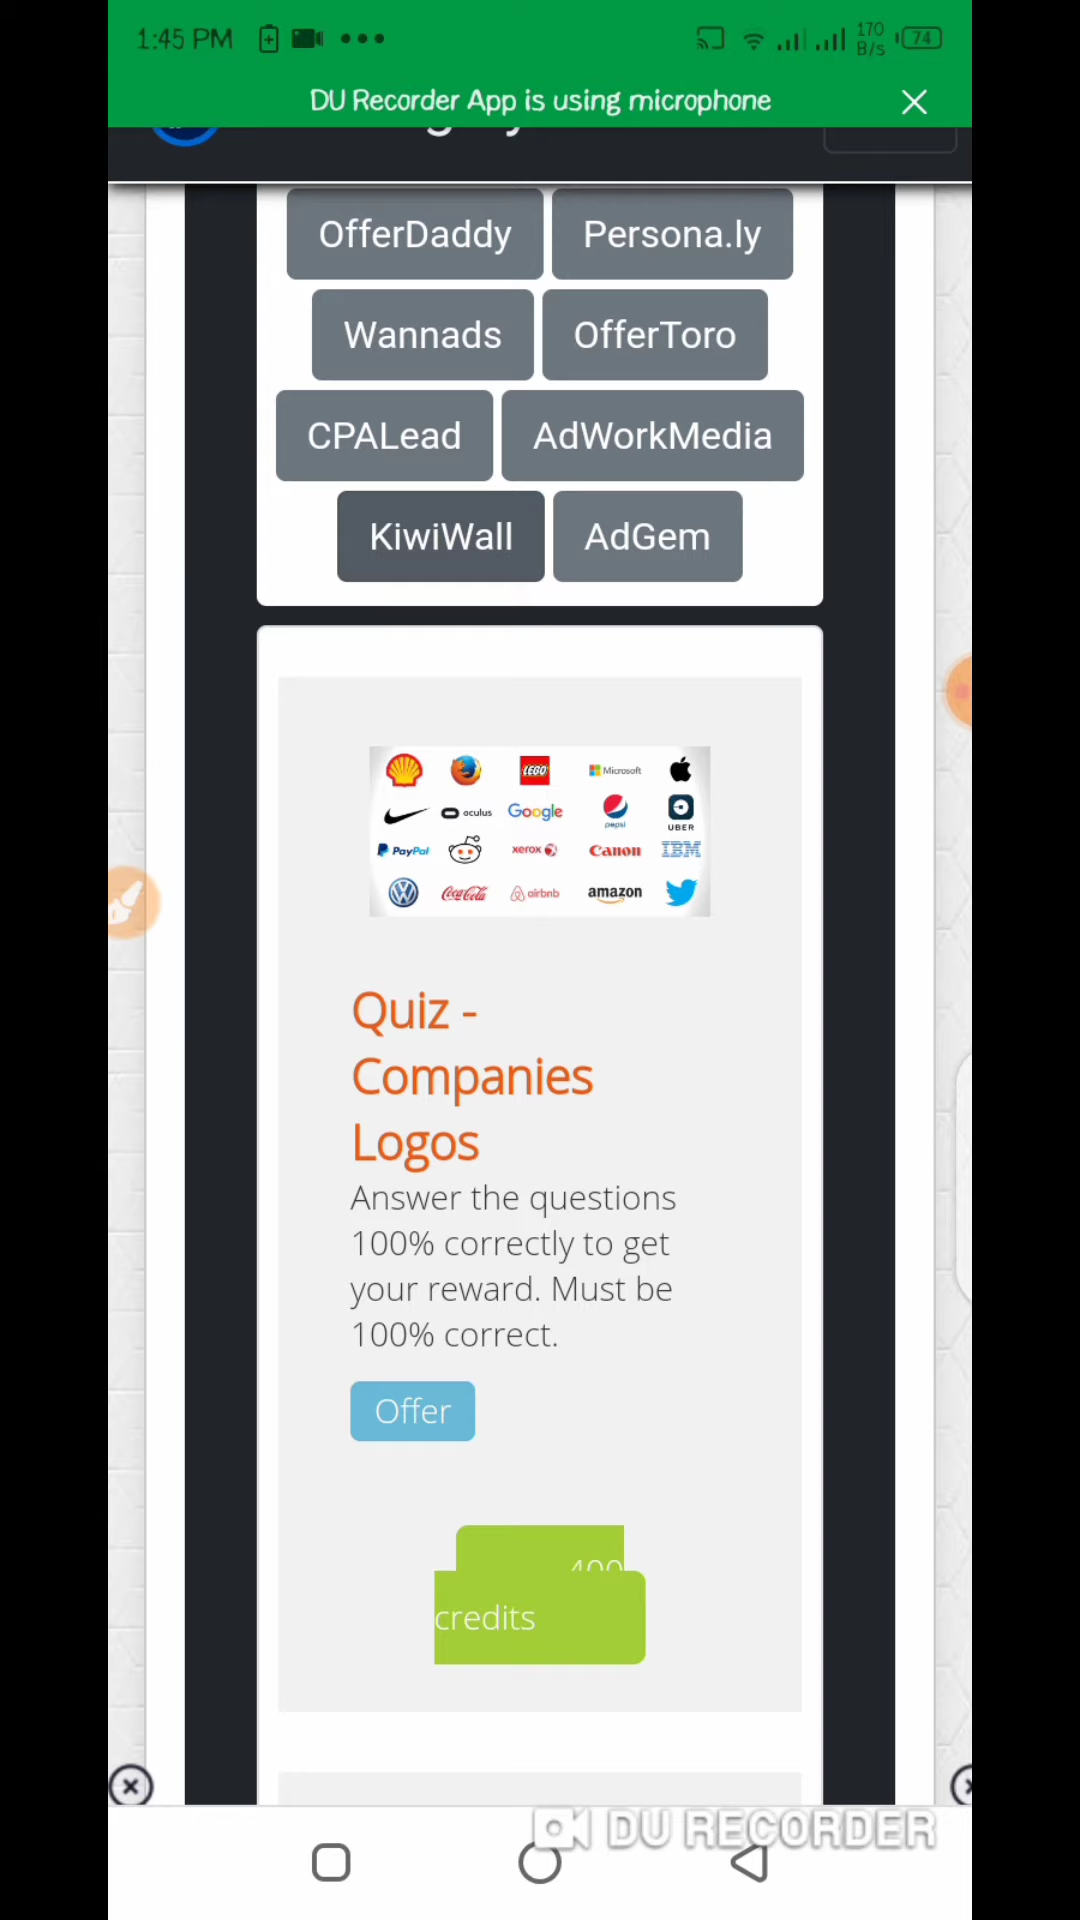 1:45 PM
170 B/s
74
DU Recorder App is using microphone
OfferDaddy
Persona.ly
Wannads
OfferToro
CPALead
AdWorkMedia
KiwiWall
AdGem
LEGO
Microsoft
oculus
Google
pepsi
UBER
PayPal
xerox
Canon
IBM
Coca-Cola
airbnb
amazon
Quiz -
Companies
Logos
Answer the questions
100% correctly to get
your reward. Must be
100% correct.
Offer
400
credits
DU RECORDER